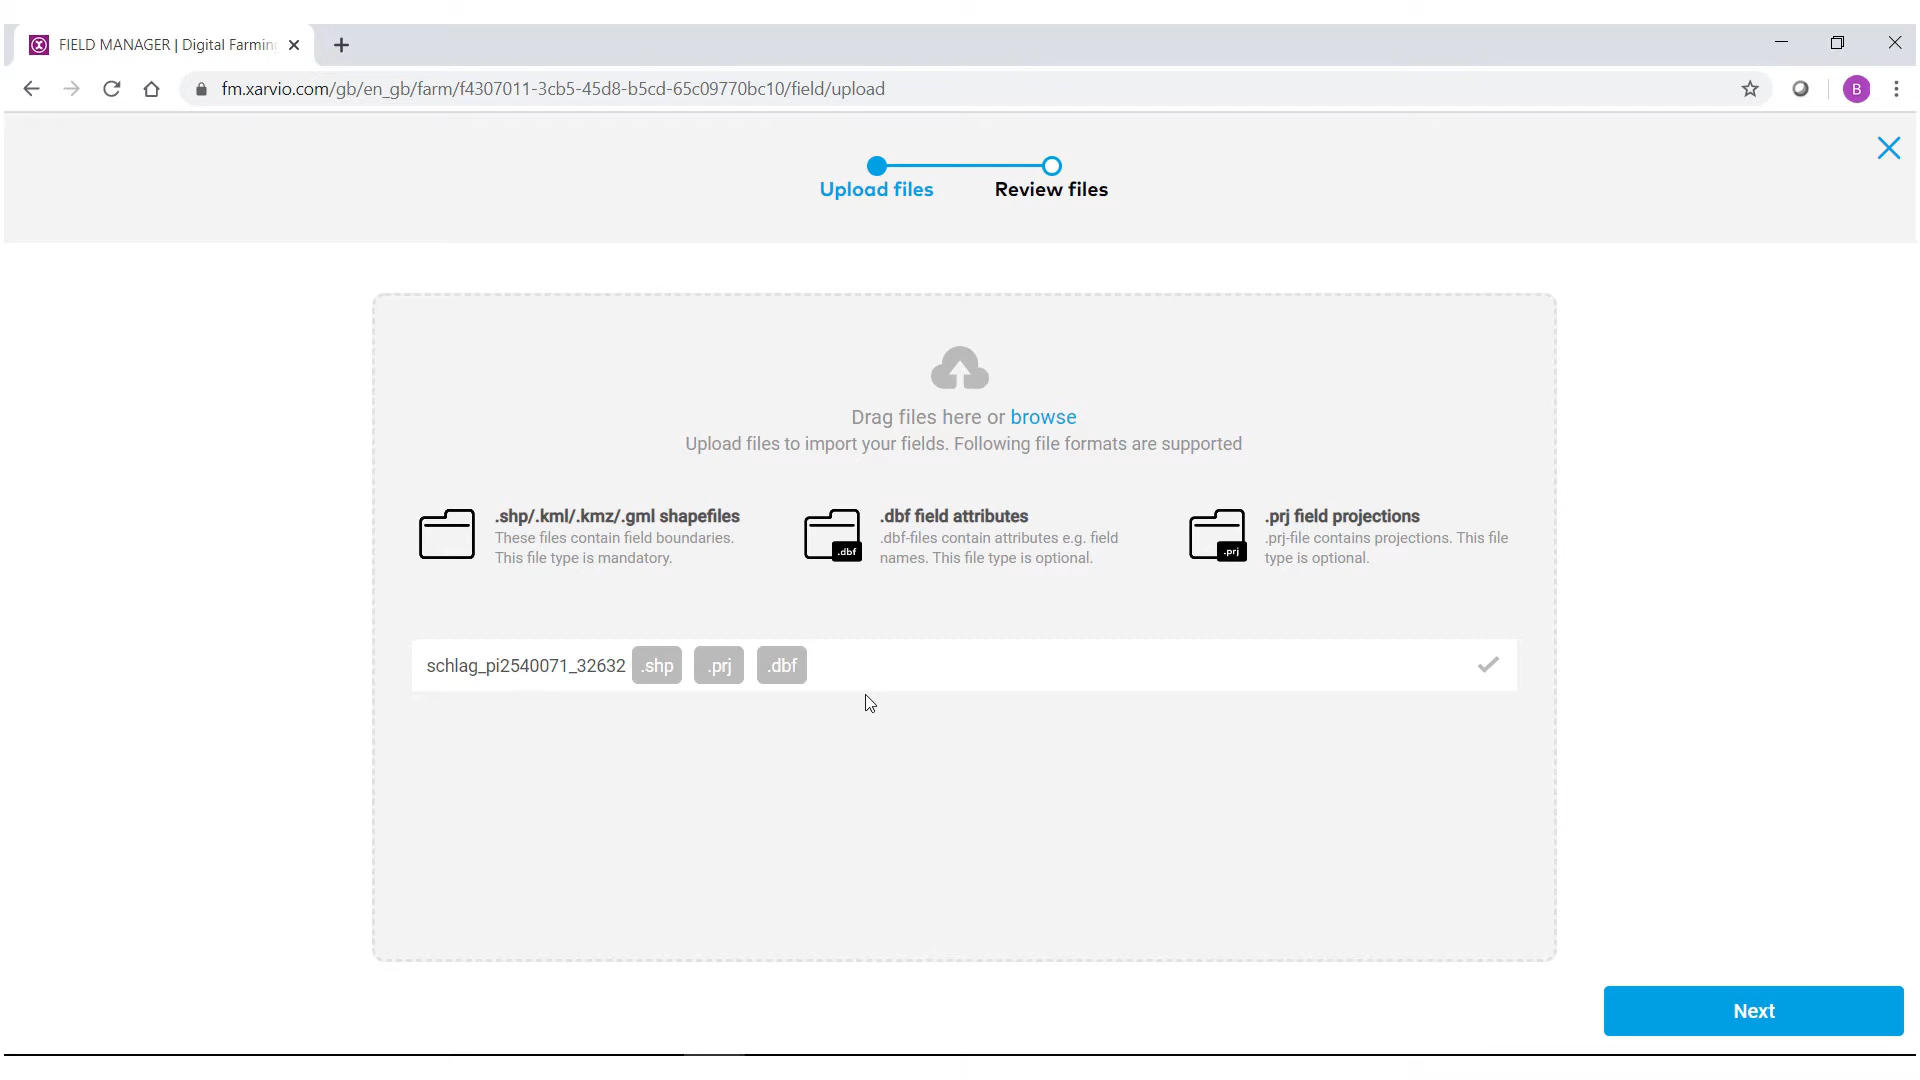 FIELD MANAGER | Digital Farming
fm.xarvio.com/gb/en_gb/farm/f4307011-3cb5-45d8-b5cd-65c09770bc10/field/upload
B
Upload files
Review files
Drag files here or browse
Upload files to import your fields. Following file formats are supported
.shp/.kml/.kmz/.gml shapefiles
These files contain field boundaries.
This file type is mandatory.
.dbf
.dbf field attributes
.dbf-files contain attributes e.g. field
names. This file type is optional.
.prj
.prj field projections
.prj-file contains projections. This file
type is optional.
schlag_pi2540071_32632 .shp .prj .dbf
Next